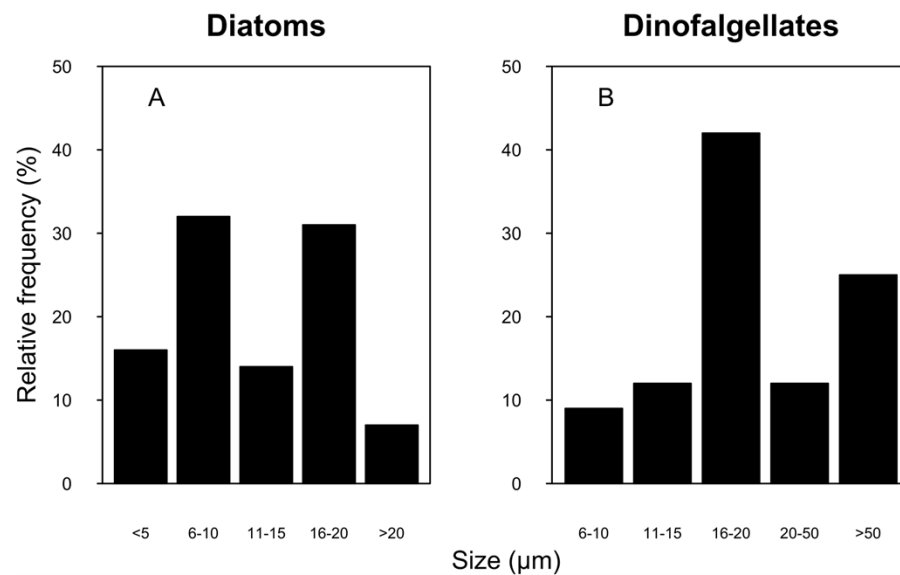 Diatoms
Dinofalgellates
A
B
Relative frequency (%)
50
40
30
20
10
0
50
40
30
20
10
0
<5 6-10 11-15 16-20 >20
6-10 11-15 16-20 20-50 >50
Size (µm)